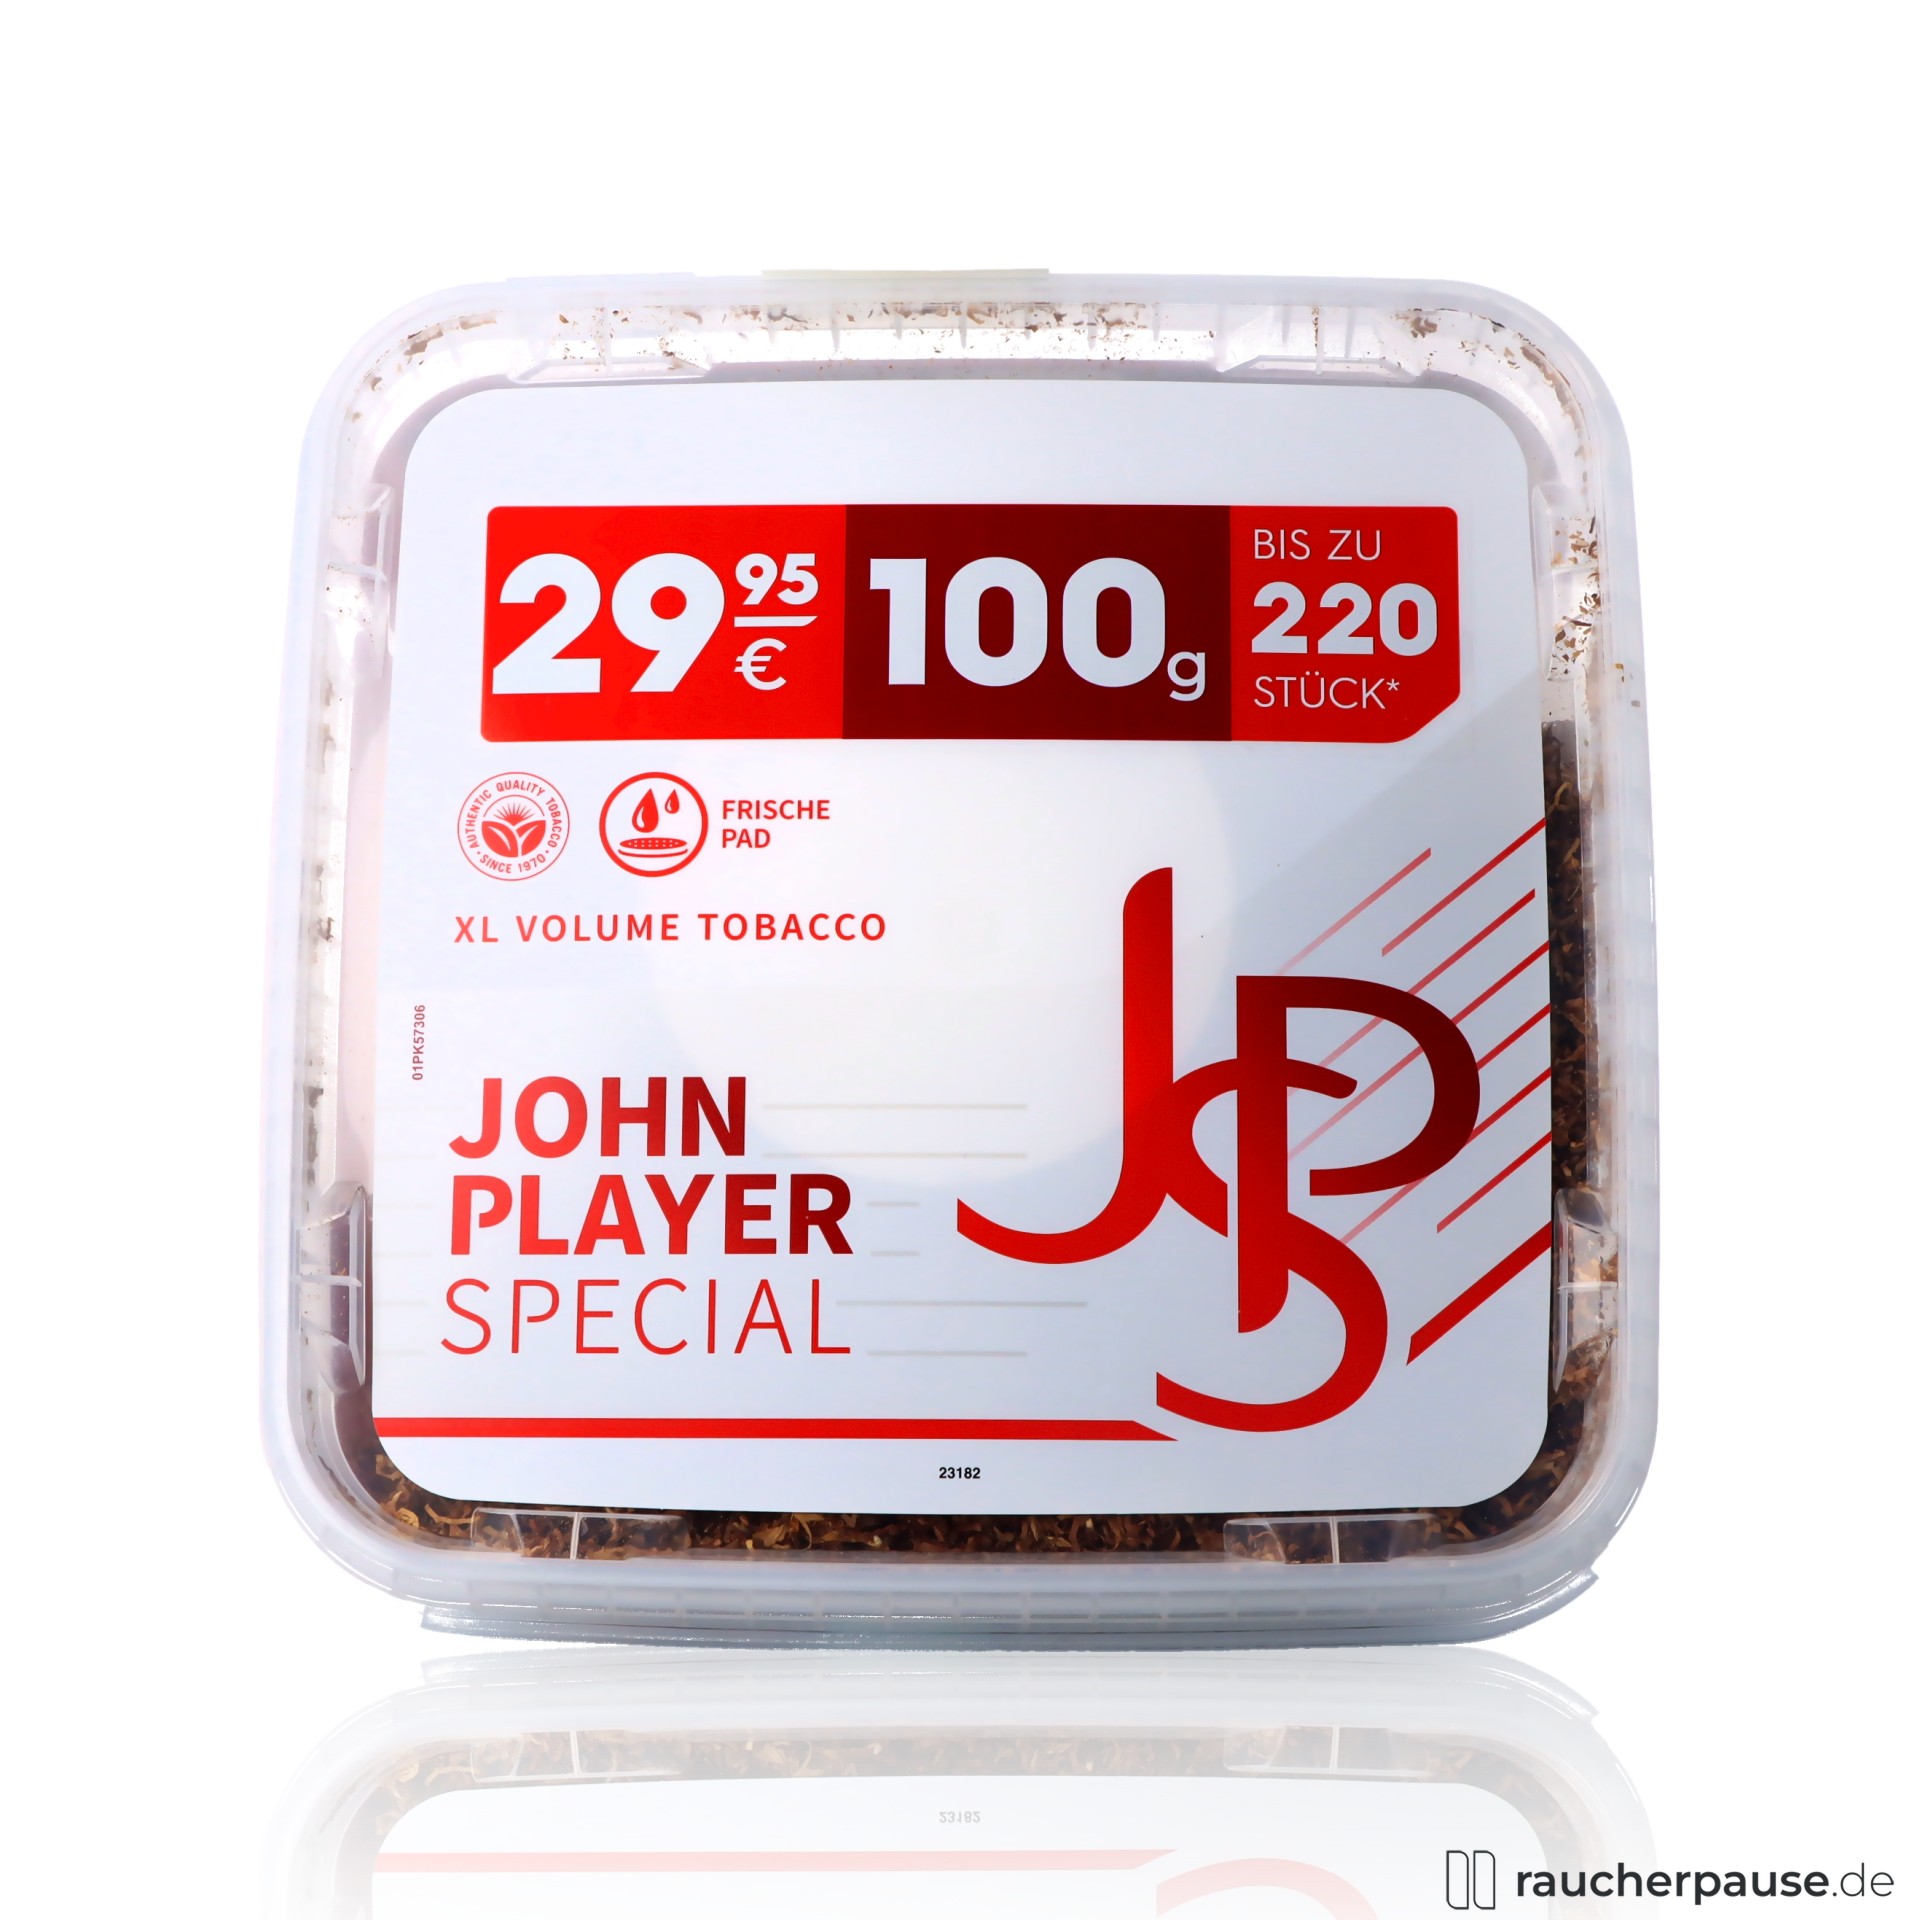 29 95 € 100g
BIS ZU
220
STÜCK*
AUTHENTIC QUALITY TOBACCO
· SINCE 1970 ·
FRISCHE
PAD
XL VOLUME TOBACCO
01PK57306
JOHN
PLAYER
SPECIAL
JPS
23182
23182
raucherpause.de